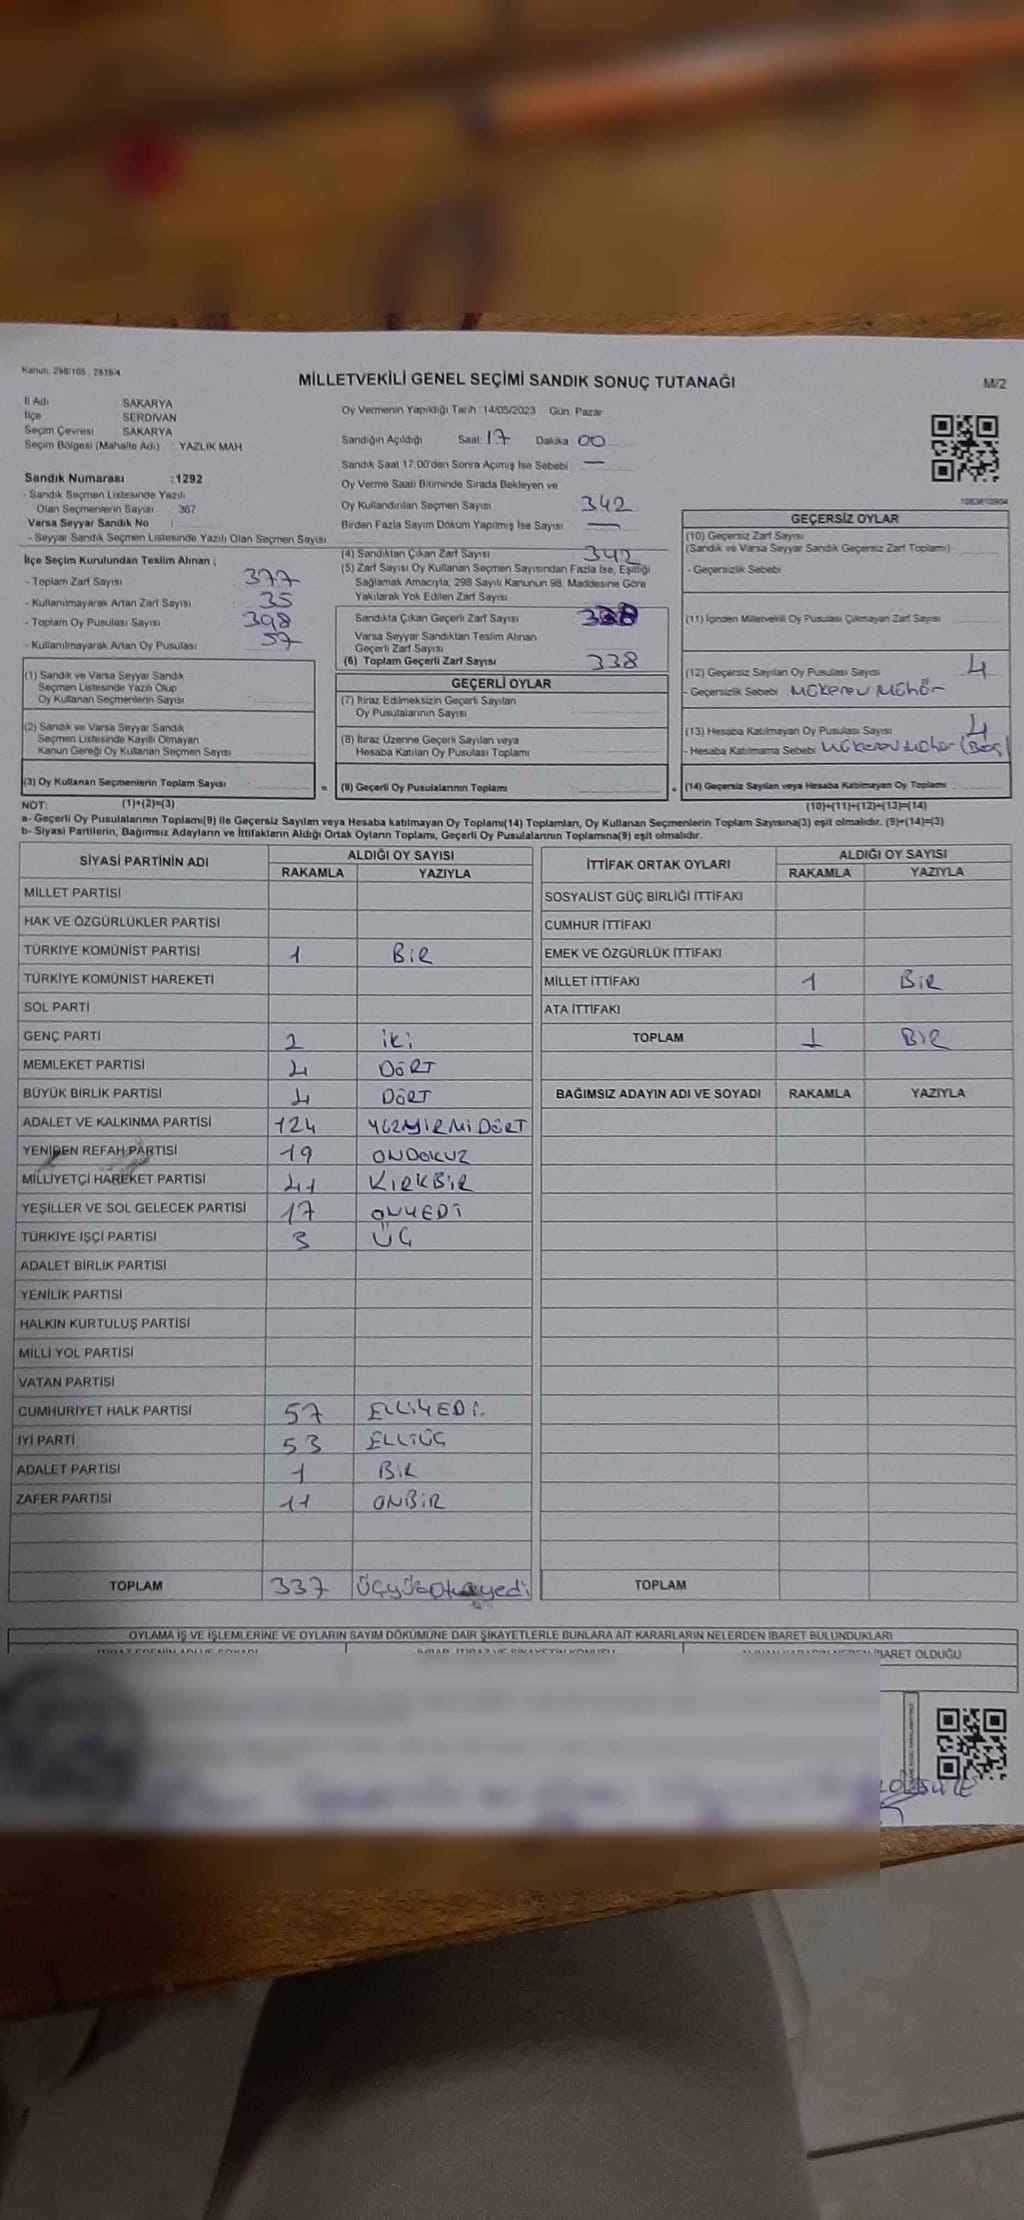 Kanun: 298/105 , 2839/4
MİLLETVEKİLİ GENEL SEÇİMİ SANDIK SONUÇ TUTANAĞI
M/2
İl Adı SAKARYA
İlçe SERDİVAN
Seçim Çevresi SAKARYA
Seçim Bölgesi (Mahalle Adı) : YAZLIK MAH
Sandık Numarası :1292
- Sandık Seçmen Listesinde Yazılı
Olan Seçmenlerin Sayısı : 367
Varsa Seyyar Sandık No :
- Seyyar Sandık Seçmen Listesinde Yazılı Olan Seçmen Sayısı
Oy Vermenin Yapıldığı Tarih :14/05/2023 Gün: Pazar
Sandığın Açıldığı Saat: 17 Dakika: 00
Sandık Saat 17:00'den Sonra Açımış İse Sebebi : —
Oy Verme Saati Bitiminde Sırada Bekleyen ve
Oy Kullandırılan Seçmen Sayısı : 342
Birden Fazla Sayım Döküm Yapılmış İse Sayısı : —
1083610904
İlçe Seçim Kurulundan Teslim Alınan ;
- Toplam Zarf Sayısı : 377
- Kullanılmayarak Artan Zarf Sayısı : 35
- Toplam Oy Pusulası Sayısı : 398
- Kullanılmayarak Artan Oy Pusulası : 57
(1) Sandık ve Varsa Seyyar Sandık
Seçmen Listesinde Yazılı Olup
Oy Kullanan Seçmenlerin Sayısı :
(2) Sandık ve Varsa Seyyar Sandık
Seçmen Listesinde Kayıtlı Olmayan
Kanun Gereği Oy Kullanan Seçmen Sayısı :
(3) Oy Kullanan Seçmenlerin Toplam Sayısı :
(4) Sandıktan Çıkan Zarf Sayısı : 342
(5) Zarf Sayısı Oy Kullanan Seçmen Sayısından Fazla İse, Eşitliği
Sağlamak Amacıyla, 298 Sayılı Kanunun 98. Maddesine Göre
Yakılarak Yok Edilen Zarf Sayısı :
Sandıkta Çıkan Geçerli Zarf Sayısı : 338
Varsa Seyyar Sandıktan Teslim Alınan
Geçerli Zarf Sayısı :
(6) Toplam Geçerli Zarf Sayısı : 338
GEÇERLİ OYLAR
(7) İtiraz Edilmeksizin Geçerli Sayılan
Oy Pusulalarının Sayısı :
(8) İtiraz Üzerine Geçerli Sayılan veya
Hesaba Katılan Oy Pusulası Toplamı :
= (9) Geçerli Oy Pusulalarının Toplamı :
GEÇERSİZ OYLAR
(10) Geçersiz Zarf Sayısı
(Sandık ve Varsa Seyyar Sandık Geçersiz Zarf Toplamı) :
- Geçersizlik Sebebi :
(11) İçinden Milletvekili Oy Pusulası Çıkmayan Zarf Sayısı :
(12) Geçersiz Sayılan Oy Pusulası Sayısı : 4
- Geçersizlik Sebebi :
(13) Hesaba Katılmayan Oy Pusulası Sayısı : 4
- Hesaba Katılmama Sebebi :
+ (14) Geçersiz Sayılan veya Hesaba Katılmayan Oy Toplamı :
NOT: (1)+(2)=(3) (10)+(11)+(12)+(13)=(14)
a- Geçerli Oy Pusulalarının Toplamı(9) ile Geçersiz Sayılan veya Hesaba katılmayan Oy Toplamı(14) Toplamları, Oy Kullanan Seçmenlerin Toplam Sayısına(3) eşit olmalıdır. (9)+(14)=(3)
b- Siyasi Partilerin, Bağımsız Adayların ve İttifakların Aldığı Ortak Oyların Toplamı, Geçerli Oy Pusulalarının Toplamına(9) eşit olmalıdır.
SİYASİ PARTİNİN ADI ALDIĞI OY SAYISI
RAKAMLA YAZIYLA
MİLLET PARTİSİ
HAK VE ÖZGÜRLÜKLER PARTİSİ
TÜRKİYE KOMÜNİST PARTİSİ 1 BİR
TÜRKİYE KOMÜNİST HAREKETİ
SOL PARTİ
GENÇ PARTİ 2 İKİ
MEMLEKET PARTİSİ 4 DÖRT
BÜYÜK BİRLİK PARTİSİ 4 DÖRT
ADALET VE KALKINMA PARTİSİ 124 YÜZYİRMİDÖRT
YENİDEN REFAH PARTİSİ 19 ONDOKUZ
MİLLİYETÇİ HAREKET PARTİSİ 41 KIRKBİR
YEŞİLLER VE SOL GELECEK PARTİSİ 17 ONYEDİ
TÜRKİYE İŞÇİ PARTİSİ 3 ÜÇ
ADALET BİRLİK PARTİSİ
YENİLİK PARTİSİ
HALKIN KURTULUŞ PARTİSİ
MİLLİ YOL PARTİSİ
VATAN PARTİSİ
CUMHURİYET HALK PARTİSİ 57 ELLİYEDİ
İYİ PARTİ 53 ELLİÜÇ
ADALET PARTİSİ 1 BİR
ZAFER PARTİSİ 11 ONBİR
TOPLAM 337
İTTİFAK ORTAK OYLARI ALDIĞI OY SAYISI
RAKAMLA YAZIYLA
SOSYALİST GÜÇ BİRLİĞİ İTTİFAKI
CUMHUR İTTİFAKI
EMEK VE ÖZGÜRLÜK İTTİFAKI
MİLLET İTTİFAKI 1 BİR
ATA İTTİFAKI
TOPLAM 1 BİR
BAĞIMSIZ ADAYIN ADI VE SOYADI RAKAMLA YAZIYLA
TOPLAM
OYLAMA İŞ VE İŞLEMLERİNE VE OYLARIN SAYIM DÖKÜMÜNE DAİR ŞİKAYETLERLE BUNLARA AİT KARARLARIN NELERDEN İBARET BULUNDUKLARI
İBARET OLDUĞU